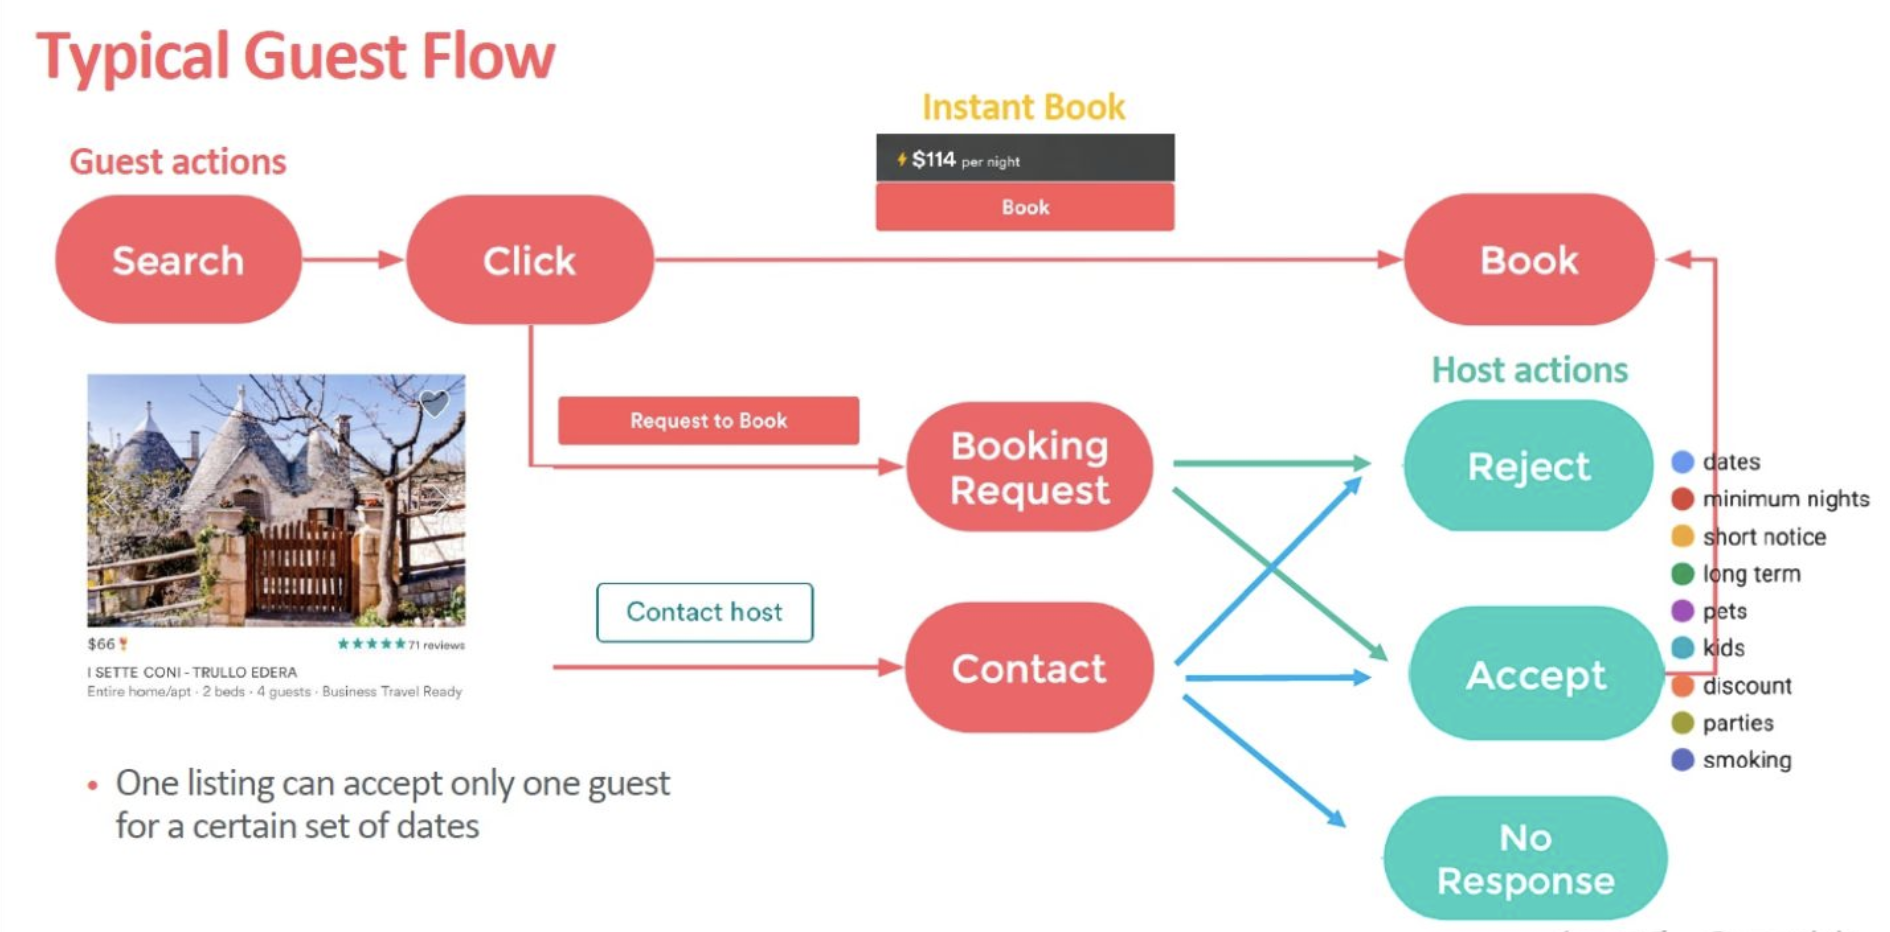 Typical Guest Flow
Instant Book
$114 per night
Book
Guest actions
Search
Click
Book
Host actions
Request to Book
Booking
Request
Reject
dates
minimum nights
short notice
long term
pets
kids
discount
parties
smoking
Contact host
Contact
Accept
$66
71 reviews
I SETTE CONI - TRULLO EDERA
Entire home/apt · 2 beds · 4 guests · Business Travel Ready
• One listing can accept only one guest
for a certain set of dates
No
Response